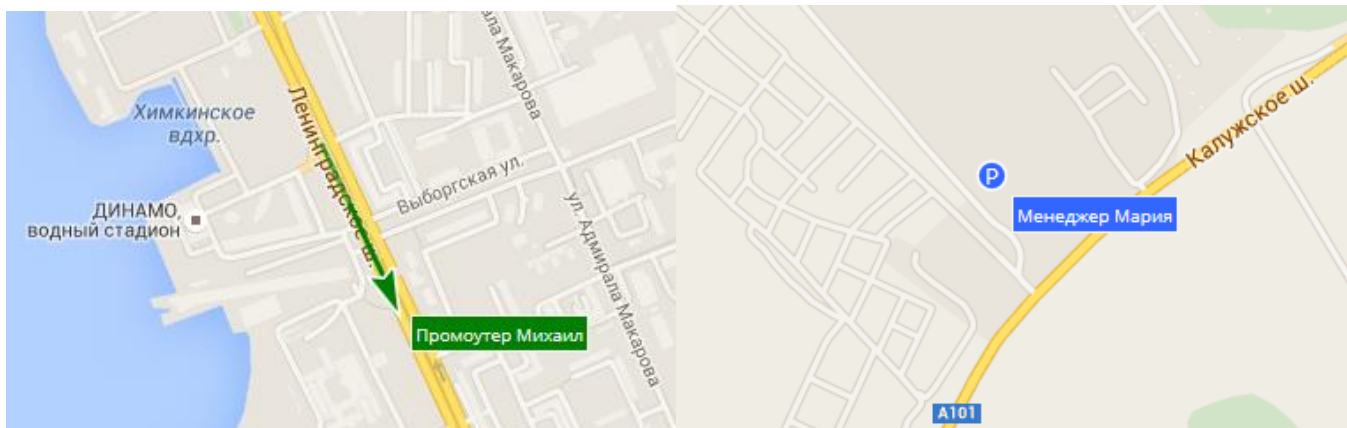 ала Макарова
Ленинградское ш.
Химкинское
вдхр.
Выборгская ул.
ДИНАМО,
водный стадион
ул. Адмирала Макарова
Промоутер Михаил
Калужское ш.
P
Менеджер Мария
A101